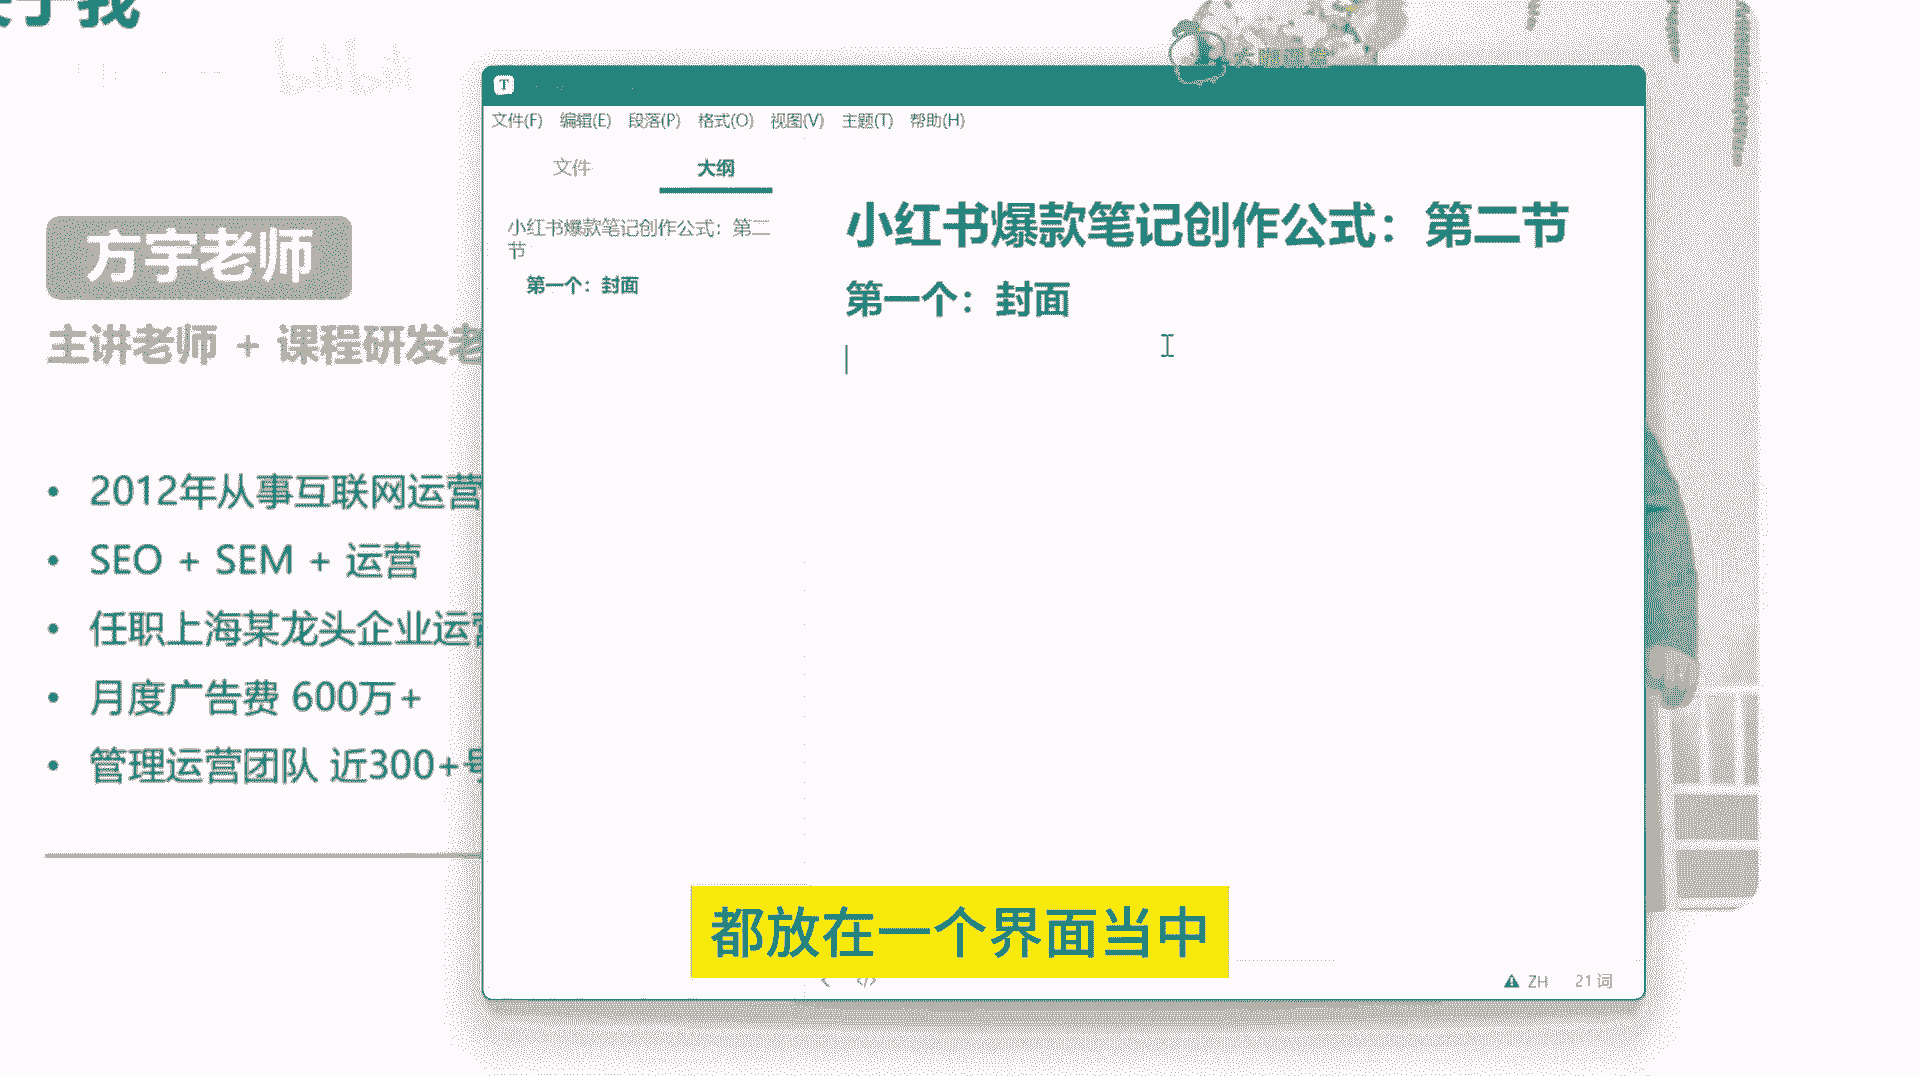 bilibili
方宇老师
主讲老师 + 课程研发老
2012年从事互联网运营
SEO + SEM + 运营
任职上海某龙头企业运营
月度广告费 600万+
管理运营团队 近300+号
T
文件(F) 编辑(E) 段落(P) 格式(O) 视图(V) 主题(T) 帮助(H)
文件 大纲
小红书爆款笔记创作公式：第二
节
第一个：封面
小红书爆款笔记创作公式：第二节
第一个：封面
都放在一个界面当中
ZH 21 词